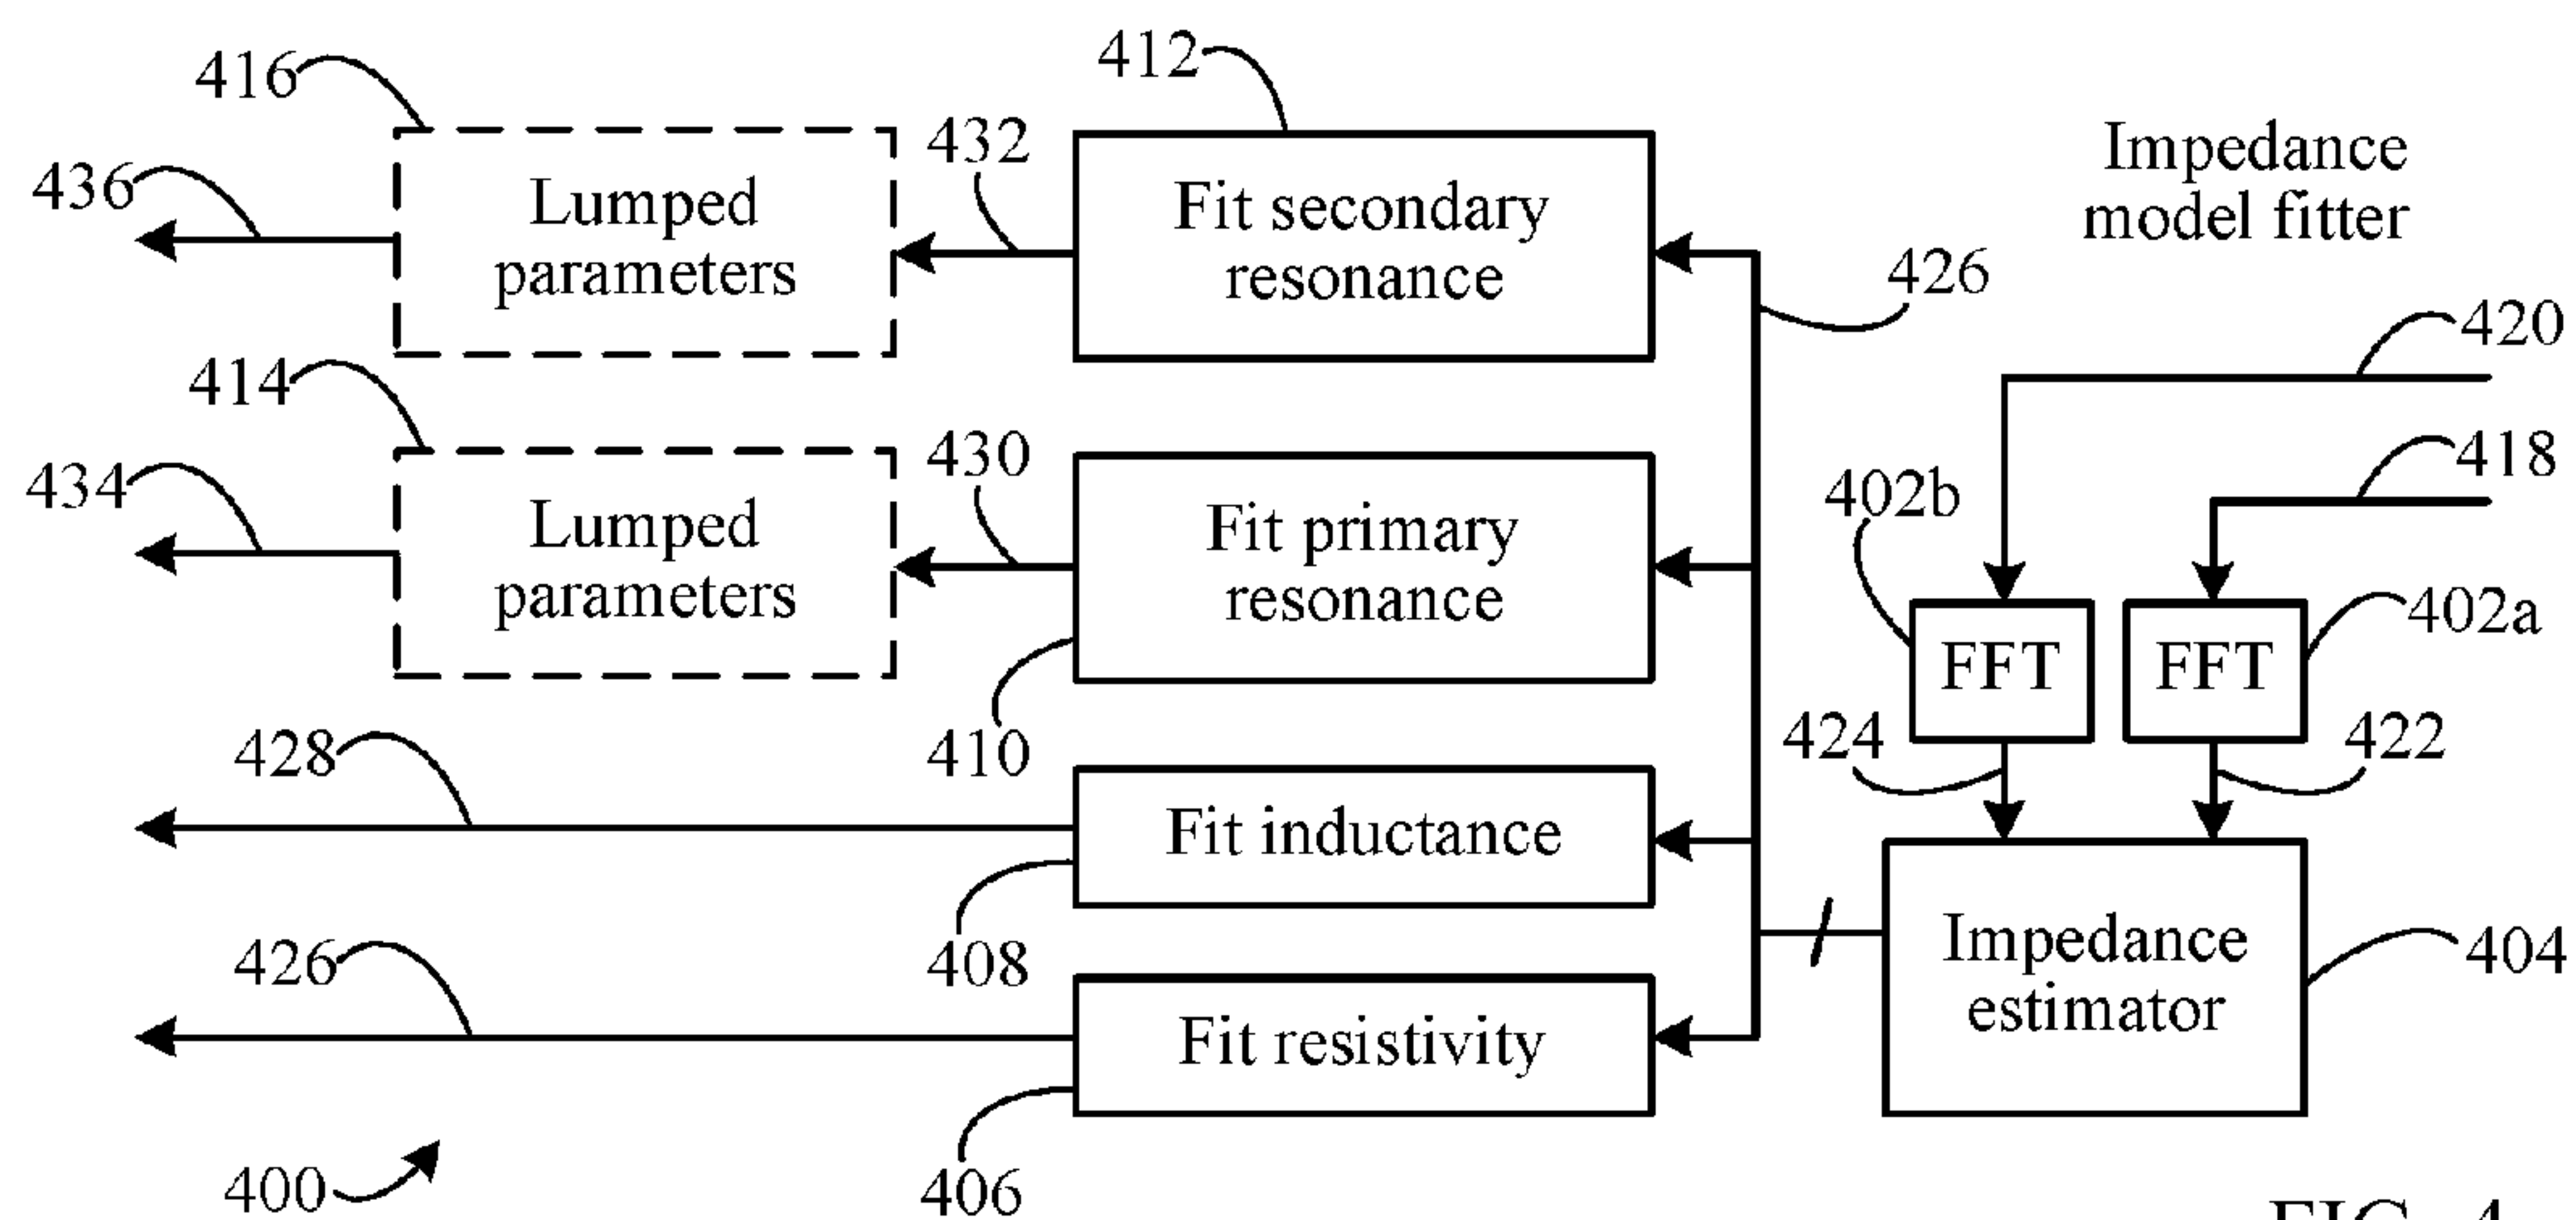 412
416
432
Impedance
model fitter
436
Lumped
parameters
Fit secondary
resonance
426
420
414
430
418
434
Lumped
parameters
Fit primary
resonance
402b
402a
FFT
FFT
428
410
424
422
Fit inductance
408
Impedance
estimator
404
426
Fit resistivity
400
406
FIG. 4